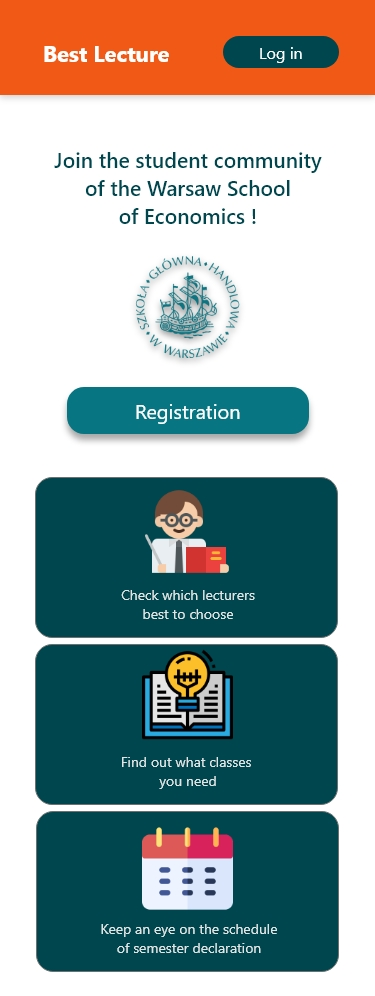 Best Lecture
Log in
Join the student community
of the Warsaw School
of Economics !
SZKOŁA • GŁÓWNA • HANDLOWA • W WARSZAWIE •
Registration
Check which lecturers
best to choose
Find out what classes
you need
Keep an eye on the schedule
of semester declaration